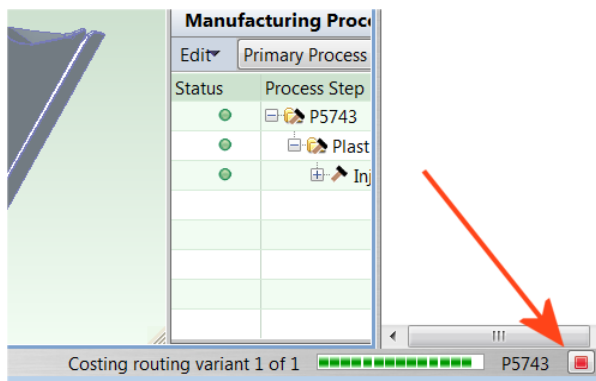 Manufacturing Proc
Edit Primary Process
Status Process Step
P5743
Plast
Inj
Costing routing variant 1 of 1 P5743